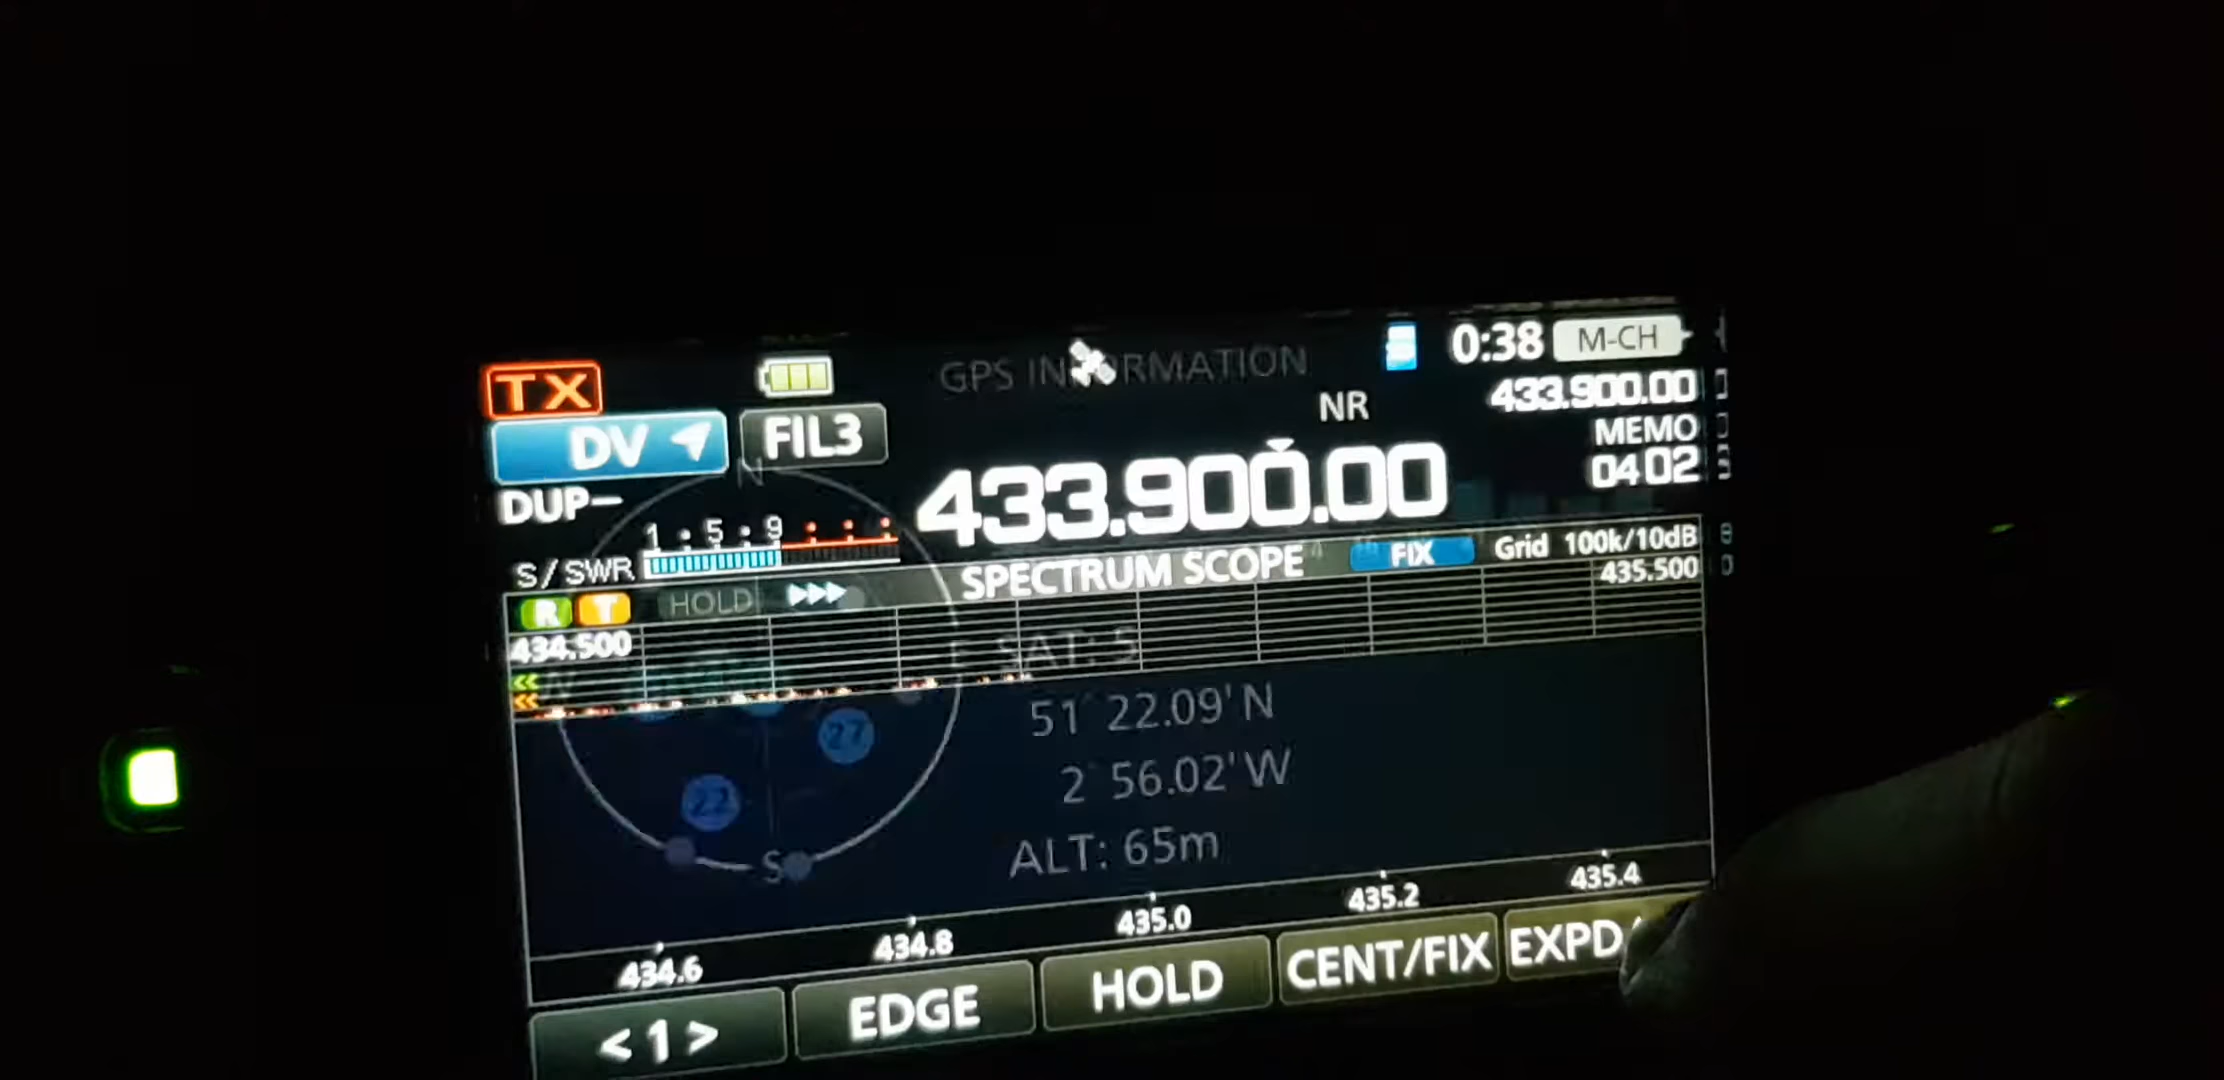 GPS INFORMATION 0:38 M-CH
TX
433.900.00
DV FIL3 NR
MEMO
DUP- 433.900.00 04 02
1 5 9
S/SWR
SPECTRUM SCOPE FIX Grid 100k/10dB
R T HOLD 435.500
434.500
SAT: 5
N
51° 22.09' N
27
2° 56.02' W
22
ALT: 65m
S
434.6 434.8 435.0 435.2 435.4
<1> EDGE HOLD CENT/FIX EXPD